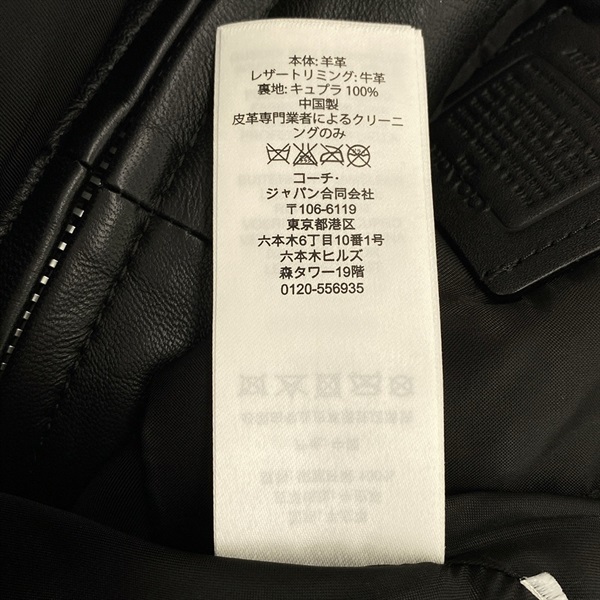 本体: 羊革
レザートリミング: 牛革
裏地: キュプラ 100%
中国製
皮革専門業者によるクリーニ
ングのみ
コーチ・
ジャパン合同会社
〒106-6119
東京都港区
六本木6丁目10番1号
六本木ヒルズ
森タワー19階
0120-556935